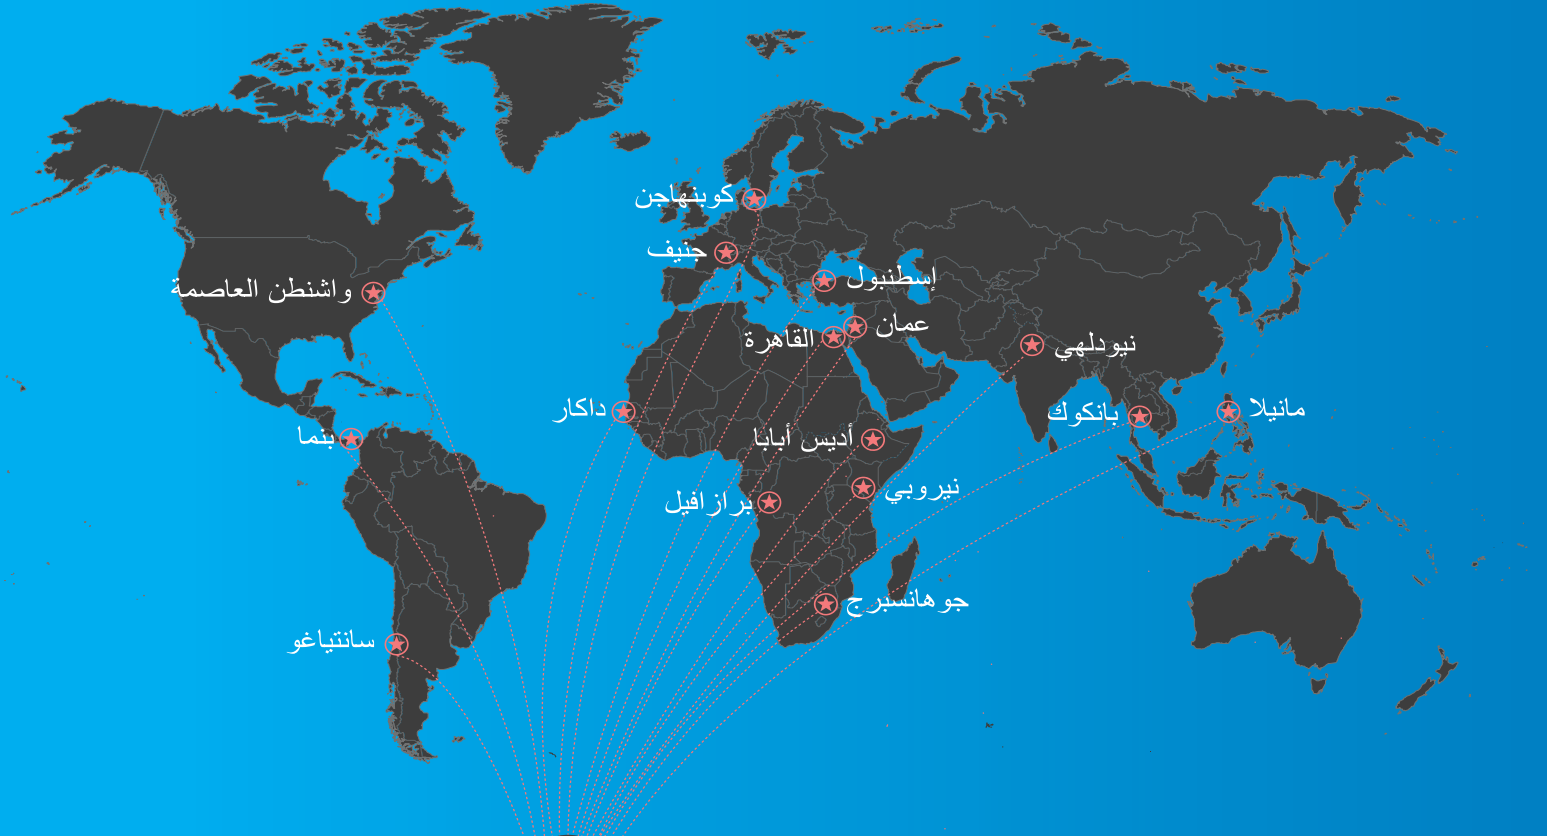 كوبنهاجن
جنيف
إسطنبول
واشنطن العاصمة
عمان
القاهرة
نيودلهي
داكار
مانيلا
بانكوك
بنما
أديس أبابا
نيروبي
برازافيل
جوهانسبرج
سانتياغو